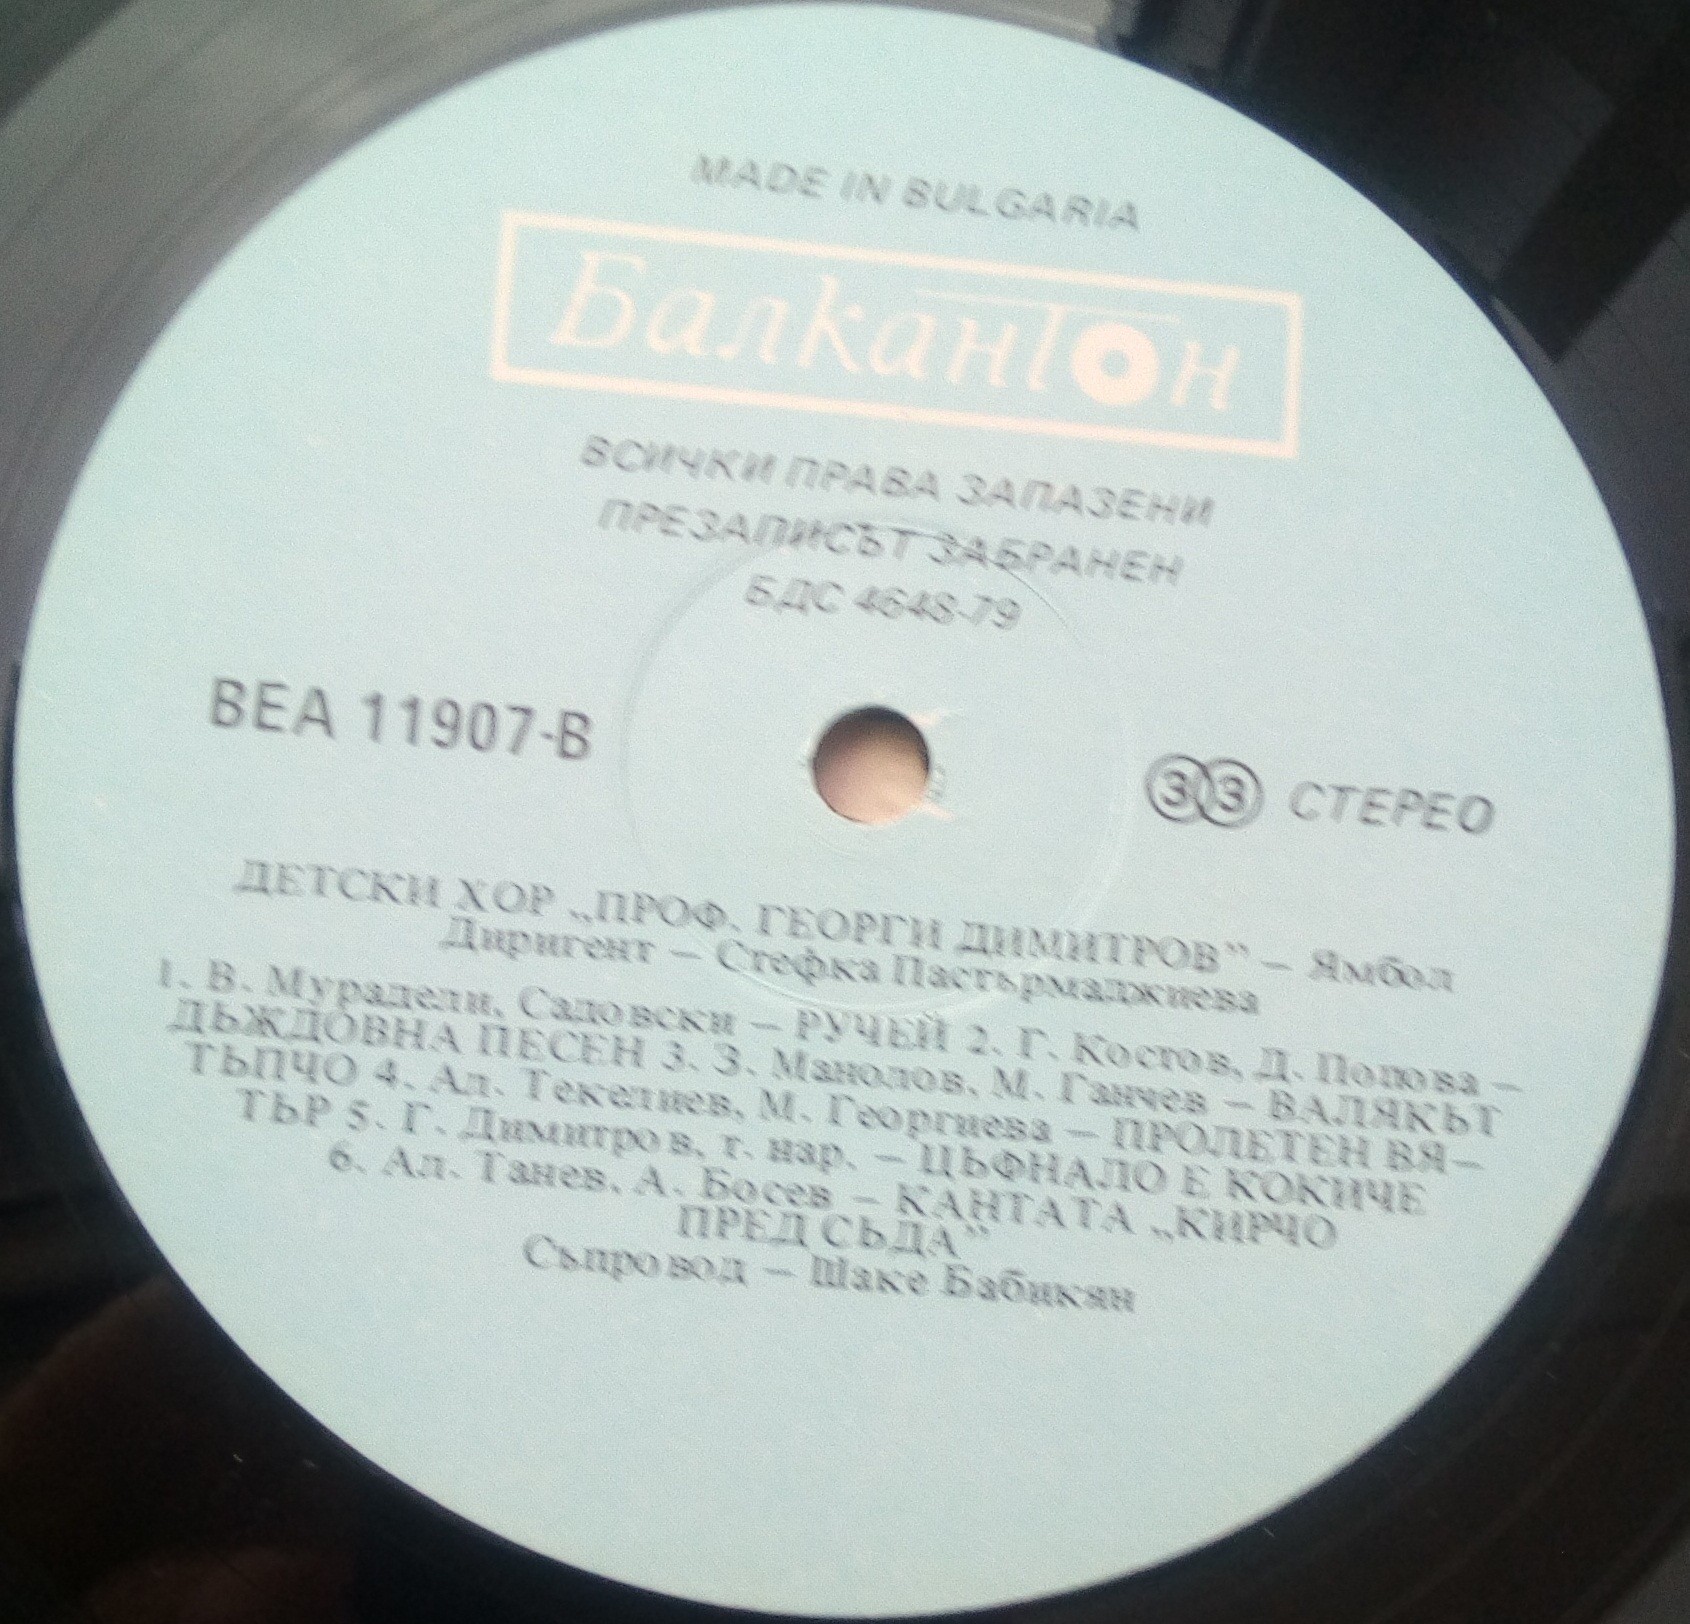 MADE IN BULGARIA
Балкантон
ВСИЧКИ ПРАВА ЗАПАЗЕНИ
ПРЕЗАПИСЪТ ЗАБРАНЕН
БДС 4648-79
ВЕА 11907-В
33 СТЕРЕО
ДЕТСКИ ХОР „ПРОФ. ГЕОРГИ ДИМИТРОВ” – Ямбол
Диригент – Стефка Пастърмаджиева
1. В. Мурадели, Садовски – РУЧЕЙ 2. Г. Костов, Д. Попова –
ДЪЖДОВНА ПЕСЕН 3. З. Манолов, М. Ганчев – ВАЛЯКЪТ
ТЪПЧО 4. Ал. Текелиев, М. Георгиева – ПРОЛЕТЕН ВЯ–
ТЪР 5. Г. Димитров, т. нар. – ЦЪФНАЛО Е КОКИЧЕ
6. Ал. Танев, А. Босев – КАНТАТА „КИРЧО
ПРЕД СЪДА”
Съпровод – Шаке Бабикян